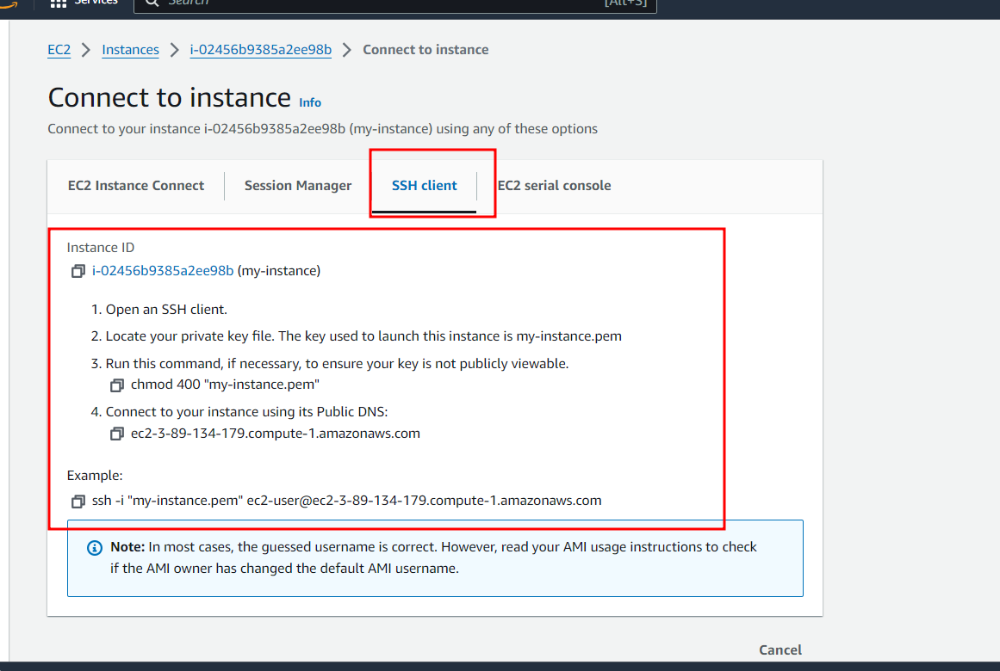 Services
Search
[Alt+S]
EC2 > Instances > i-02456b9385a2ee98b > Connect to instance
Connect to instance Info
Connect to your instance i-02456b9385a2ee98b (my-instance) using any of these options
EC2 Instance Connect
Session Manager
SSH client
EC2 serial console
Instance ID
i-02456b9385a2ee98b (my-instance)
1. Open an SSH client.
2. Locate your private key file. The key used to launch this instance is my-instance.pem
3. Run this command, if necessary, to ensure your key is not publicly viewable.
chmod 400 "my-instance.pem"
4. Connect to your instance using its Public DNS:
ec2-3-89-134-179.compute-1.amazonaws.com
Example:
ssh -i "my-instance.pem" ec2-user@ec2-3-89-134-179.compute-1.amazonaws.com
Note: In most cases, the guessed username is correct. However, read your AMI usage instructions to check
if the AMI owner has changed the default AMI username.
Cancel